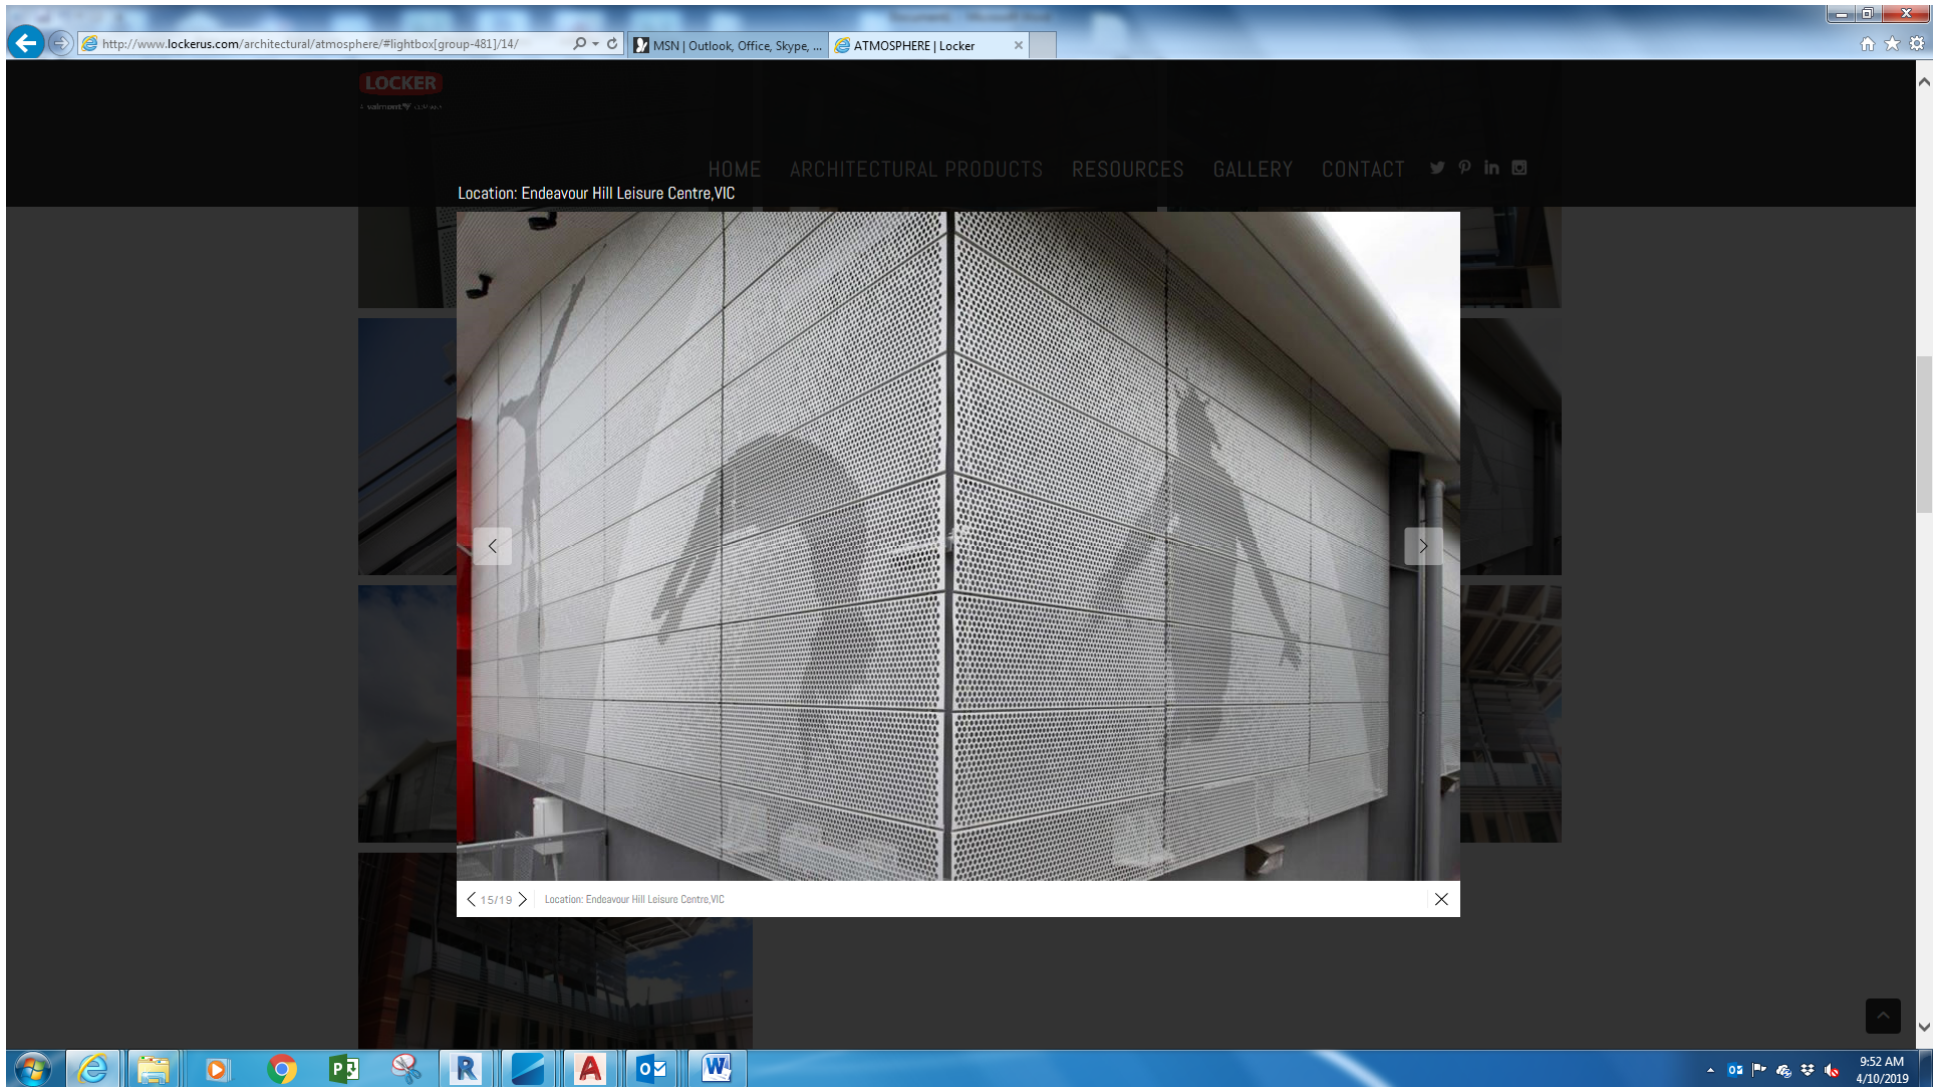 http://www.lockerus.com/architectural/atmosphere/#lightbox[group-481]/14/
MSN | Outlook, Office, Skype, ...
ATMOSPHERE | Locker
LOCKER
valmont
HOME
ARCHITECTURAL PRODUCTS
RESOURCES
GALLERY
CONTACT
Location: Endeavour Hill Leisure Centre,VIC
15/19
Location: Endeavour Hill Leisure Centre,VIC
9:52 AM
4/10/2019